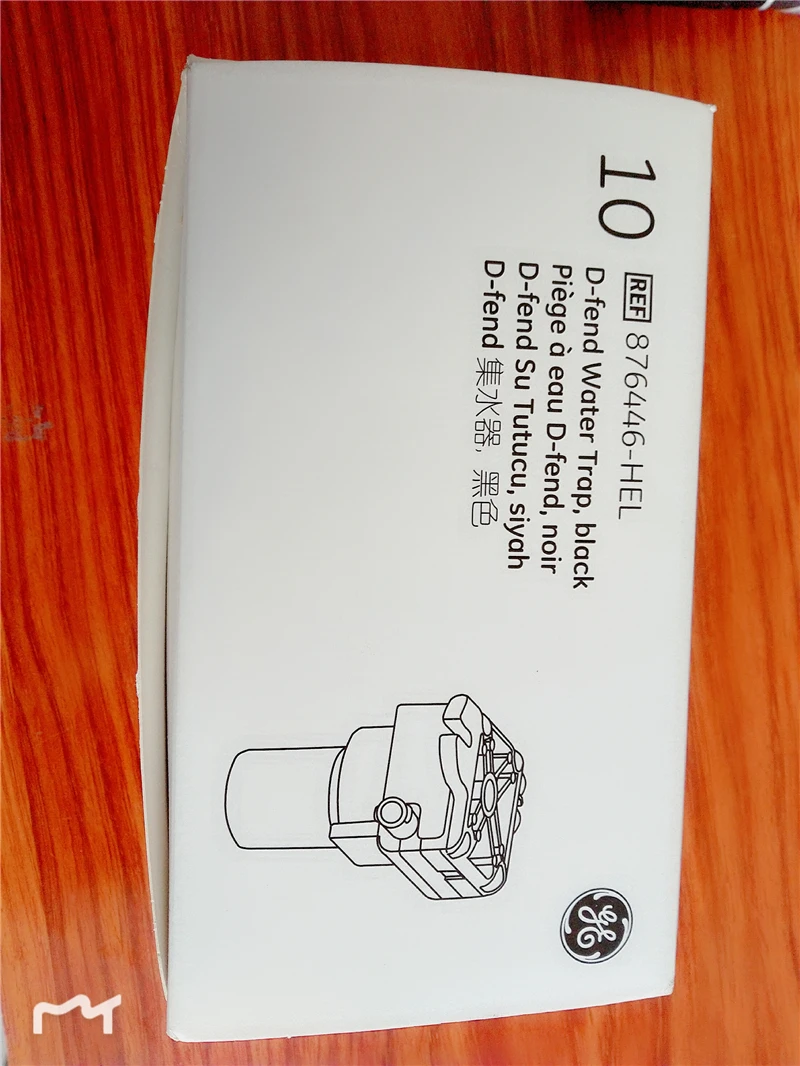 10
REF 876446-HEL
D-fend Water Trap, black
Piège à eau D-fend, noir
D-fend Su Tutucu, siyah
D-fend 集水器, 黑色
GE